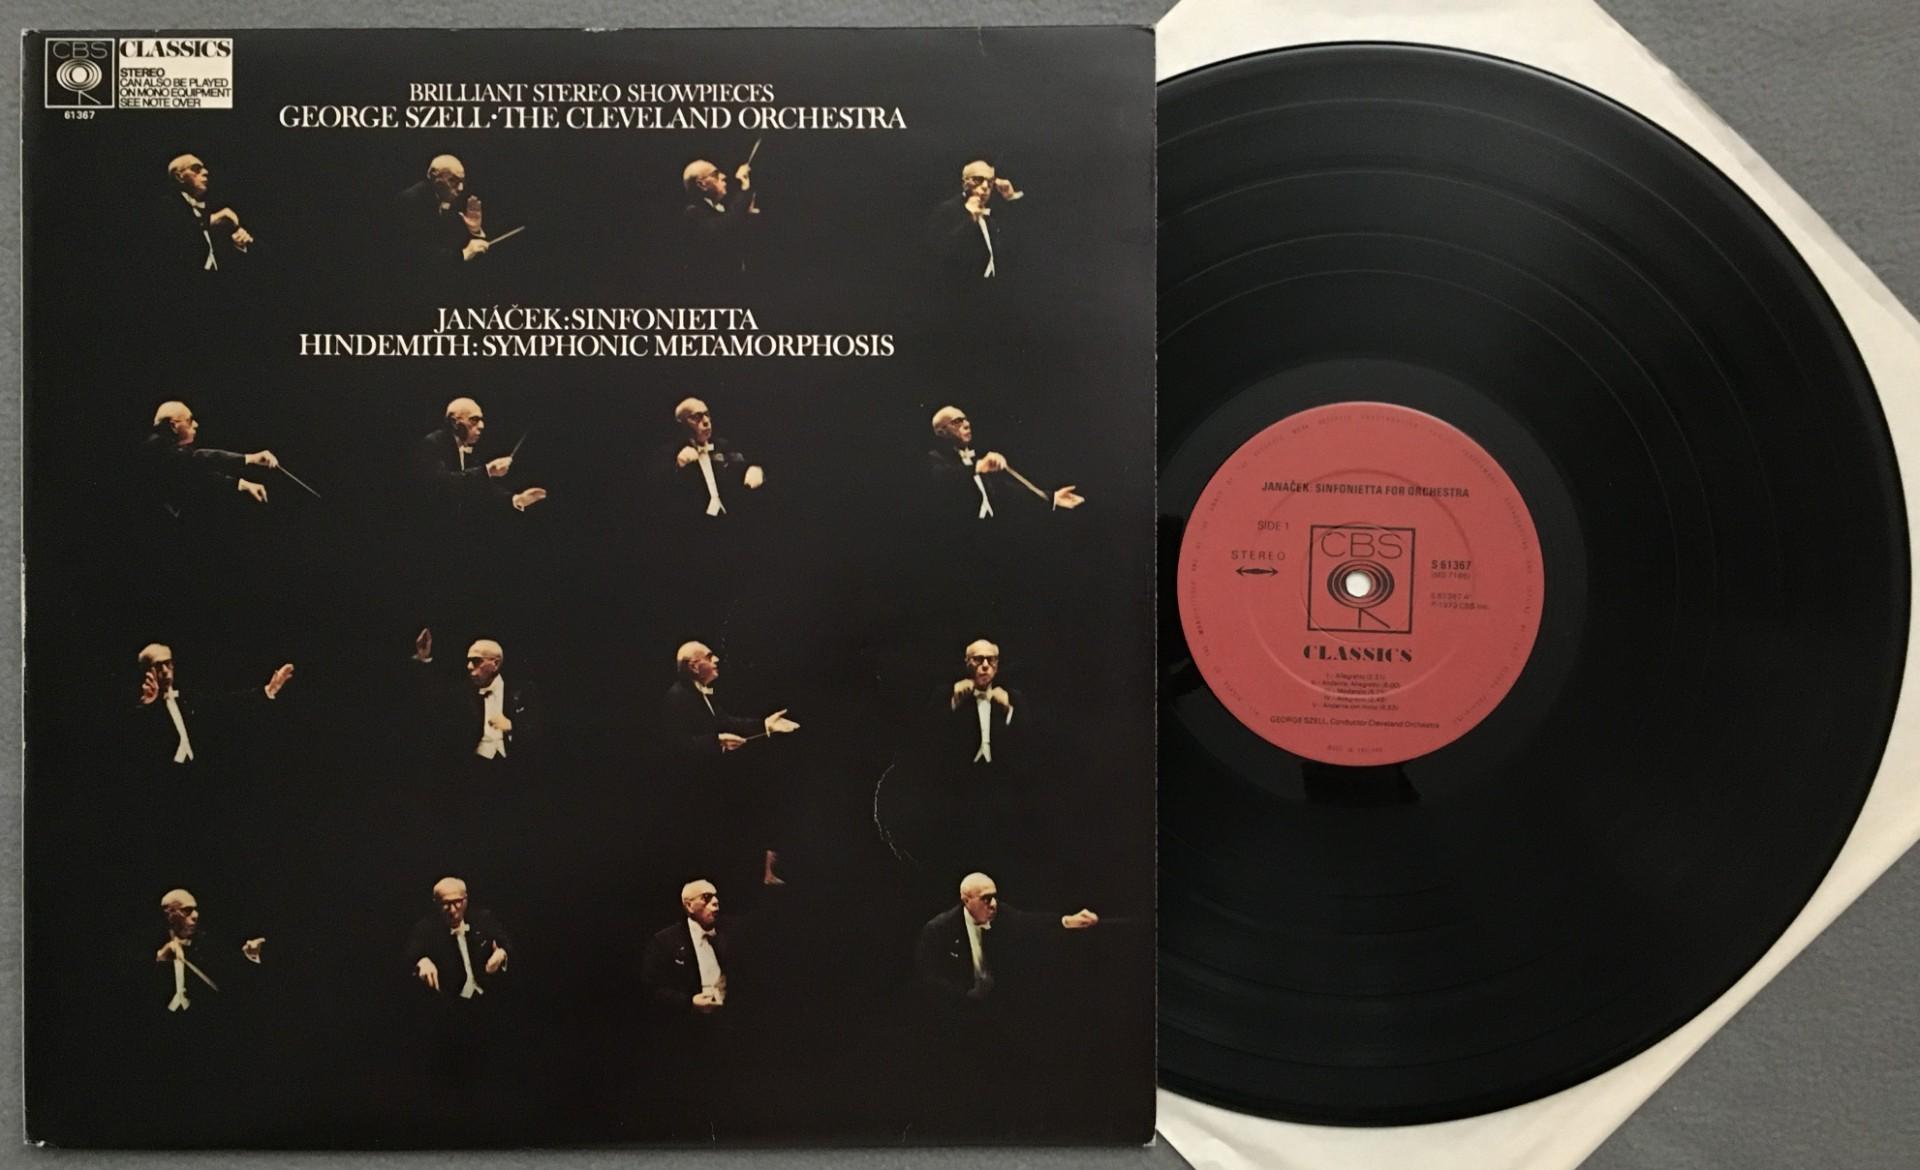 CBS CLASSICS
STEREO
CAN ALSO BE PLAYED
ON MONO EQUIPMENT
SEE NOTE OVER
61367
BRILLIANT STEREO SHOWPIECES
GEORGE SZELL·THE CLEVELAND ORCHESTRA
JANÁČEK:SINFONIETTA
HINDEMITH:SYMPHONIC METAMORPHOSIS
JANAČEK: SINFONIETTA FOR ORCHESTRA
SIDE 1
STEREO
CBS
S 61367
CLASSICS
GEORGE SZELL, Conductor Cleveland Orchestra